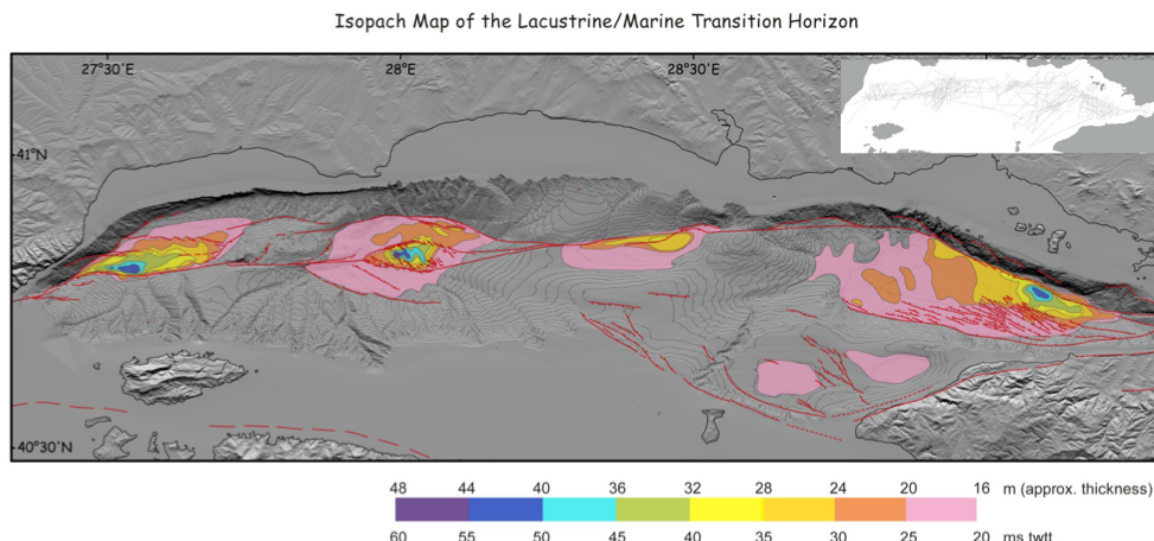 Isopach Map of the Lacustrine/Marine Transition Horizon
27°30'E 28°E 28°30'E
41°N
40°30'N
48 44 40 36 32 28 24 20 16 m (approx. thickness)
60 55 50 45 40 35 30 25 20 ms twtt